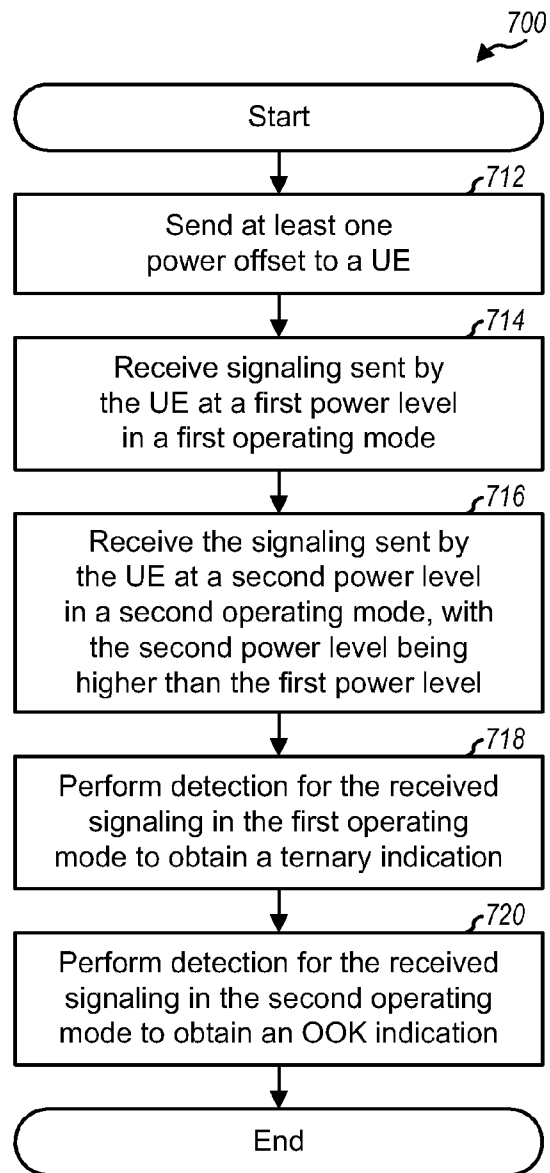 700
Start
712
Send at least one
power offset to a UE
714
Receive signaling sent by
the UE at a first power level
in a first operating mode
716
Receive the signaling sent by
the UE at a second power level
in a second operating mode, with
the second power level being
higher than the first power level
718
Perform detection for the received
signaling in the first operating
mode to obtain a ternary indication
720
Perform detection for the received
signaling in the second operating
mode to obtain an OOK indication
End